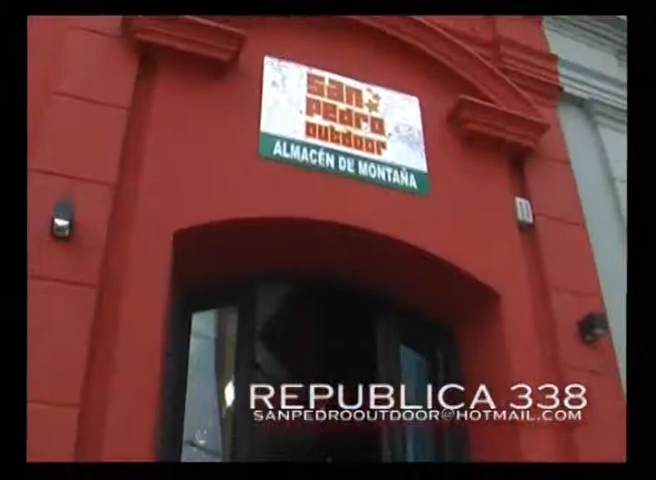 san
pedro
outdoor
ALMACÉN DE MONTAÑA
REPUBLICA 338
SANPEDROOUTDOOR@HOTMAIL.COM